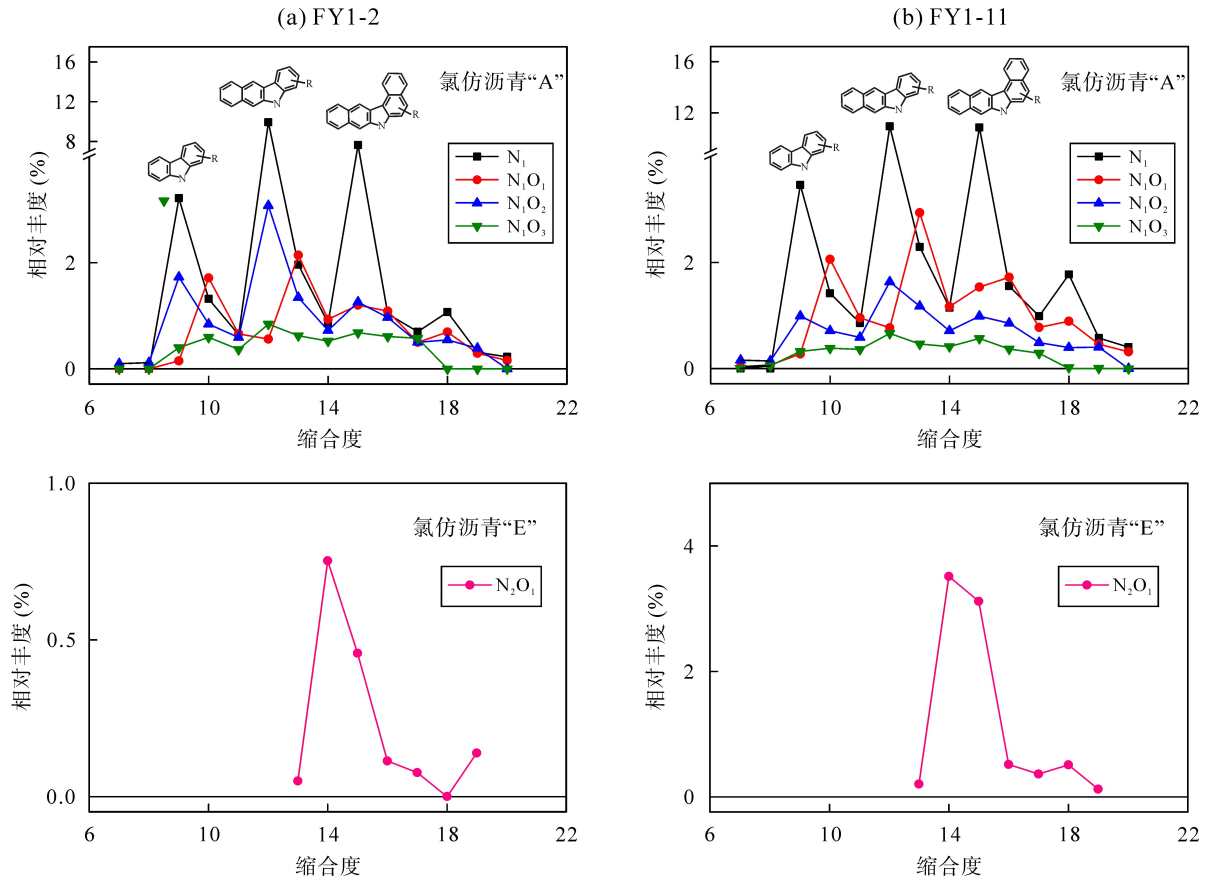 (a) FY1-2
氯仿沥青“A”
R
R
R
N
N
N
N₁
N₁O₁
N₁O₂
N₁O₃
相对丰度 (%)
16
12
8
2
0
6
10
14
18
22
缩合度
(b) FY1-11
氯仿沥青“A”
R
R
R
N
N
N
N₁
N₁O₁
N₁O₂
N₁O₃
相对丰度 (%)
16
12
2
0
6
10
14
18
22
缩合度
氯仿沥青“E”
N₂O₁
相对丰度 (%)
1.0
0.5
0.0
6
10
14
18
22
缩合度
氯仿沥青“E”
N₂O₁
相对丰度 (%)
4
2
0
6
10
14
18
22
缩合度